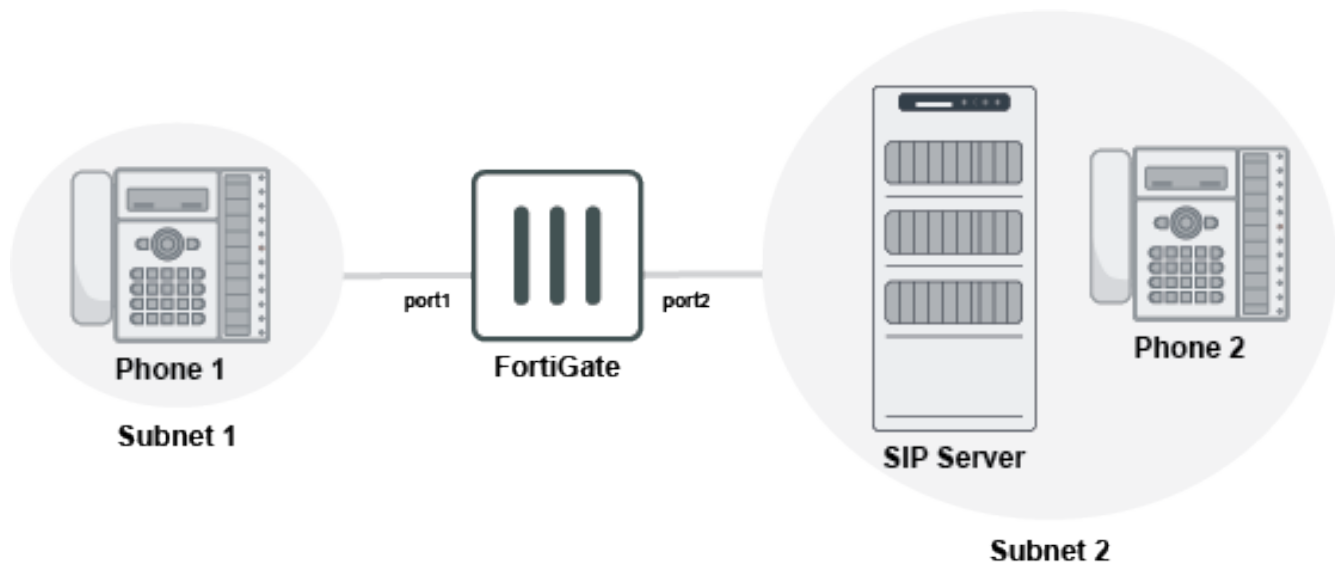 port1
port2
Phone 1
FortiGate
Phone 2
Subnet 1
SIP Server
Subnet 2